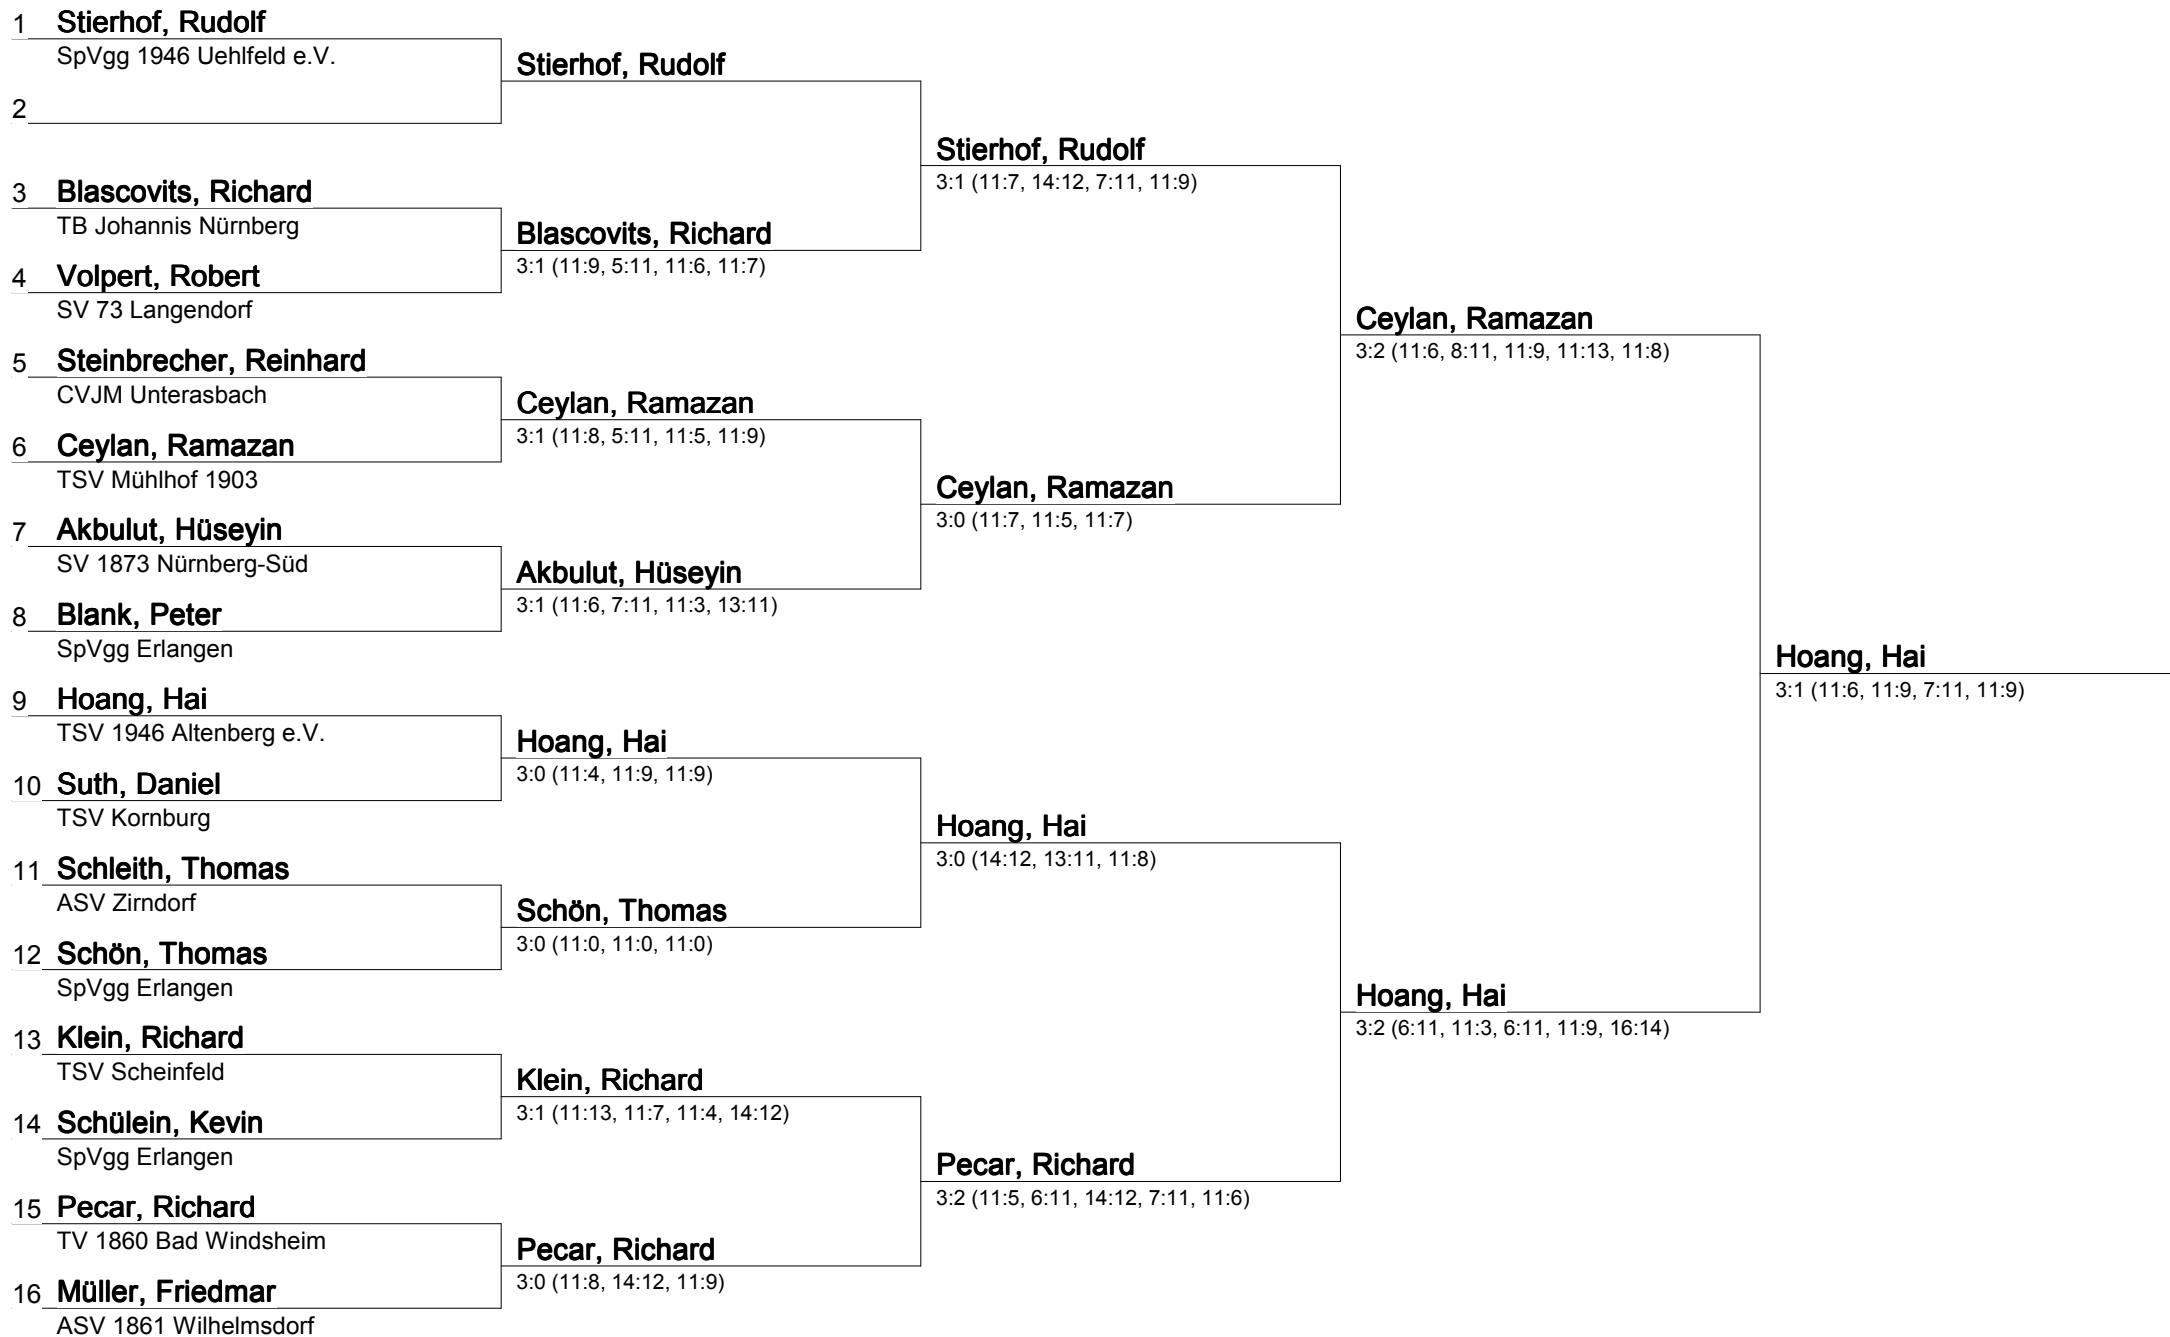 1 Stierhof, Rudolf
SpVgg 1946 Uehlfeld e.V.
2
3 Blascovits, Richard
TB Johannis Nürnberg
4 Volpert, Robert
SV 73 Langendorf
5 Steinbrecher, Reinhard
CVJM Unterasbach
6 Ceylan, Ramazan
TSV Mühlhof 1903
7 Akbulut, Hüseyin
SV 1873 Nürnberg-Süd
8 Blank, Peter
SpVgg Erlangen
9 Hoang, Hai
TSV 1946 Altenberg e.V.
10 Suth, Daniel
TSV Kornburg
11 Schleith, Thomas
ASV Zirndorf
12 Schön, Thomas
SpVgg Erlangen
13 Klein, Richard
TSV Scheinfeld
14 Schülein, Kevin
SpVgg Erlangen
15 Pecar, Richard
TV 1860 Bad Windsheim
16 Müller, Friedmar
ASV 1861 Wilhelmsdorf
Stierhof, Rudolf
Blascovits, Richard
3:1 (11:9, 5:11, 11:6, 11:7)
Ceylan, Ramazan
3:1 (11:8, 5:11, 11:5, 11:9)
Akbulut, Hüseyin
3:1 (11:6, 7:11, 11:3, 13:11)
Hoang, Hai
3:0 (11:4, 11:9, 11:9)
Schön, Thomas
3:0 (11:0, 11:0, 11:0)
Klein, Richard
3:1 (11:13, 11:7, 11:4, 14:12)
Pecar, Richard
3:0 (11:8, 14:12, 11:9)
Stierhof, Rudolf
3:1 (11:7, 14:12, 7:11, 11:9)
Ceylan, Ramazan
3:0 (11:7, 11:5, 11:7)
Hoang, Hai
3:0 (14:12, 13:11, 11:8)
Pecar, Richard
3:2 (11:5, 6:11, 14:12, 7:11, 11:6)
Ceylan, Ramazan
3:2 (11:6, 8:11, 11:9, 11:13, 11:8)
Hoang, Hai
3:2 (6:11, 11:3, 6:11, 11:9, 16:14)
Hoang, Hai
3:1 (11:6, 11:9, 7:11, 11:9)